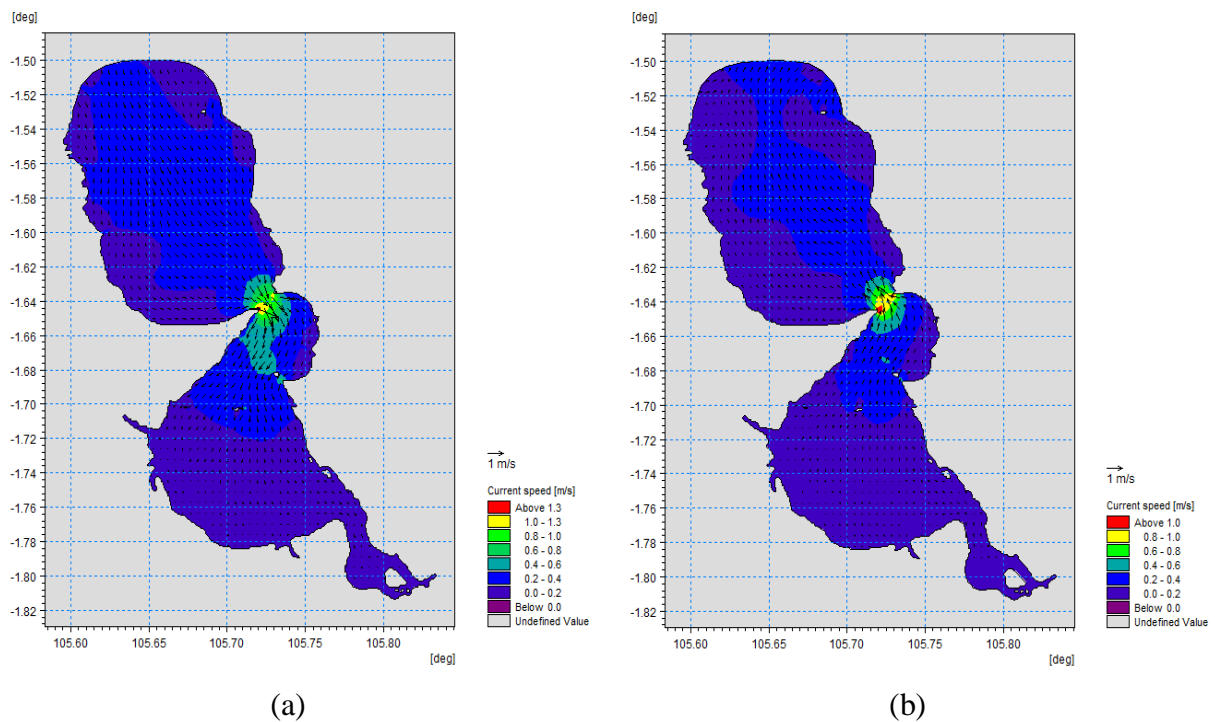 [deg]
-1.50
-1.52
-1.54
-1.56
-1.58
-1.60
-1.62
-1.64
-1.66
-1.68
-1.70
-1.72
-1.74
-1.76
-1.78
-1.80
-1.82
105.60 105.65 105.70 105.75 105.80
[deg]
1 m/s
Current speed [m/s]
Above 1.3
1.0 - 1.3
0.8 - 1.0
0.6 - 0.8
0.4 - 0.6
0.2 - 0.4
0.0 - 0.2
Below 0.0
Undefined Value
(a)
[deg]
-1.50
-1.52
-1.54
-1.56
-1.58
-1.60
-1.62
-1.64
-1.66
-1.68
-1.70
-1.72
-1.74
-1.76
-1.78
-1.80
-1.82
105.60 105.65 105.70 105.75 105.80
[deg]
1 m/s
Current speed [m/s]
Above 1.0
0.8 - 1.0
0.6 - 0.8
0.4 - 0.6
0.2 - 0.4
0.0 - 0.2
Below 0.0
Undefined Value
(b)